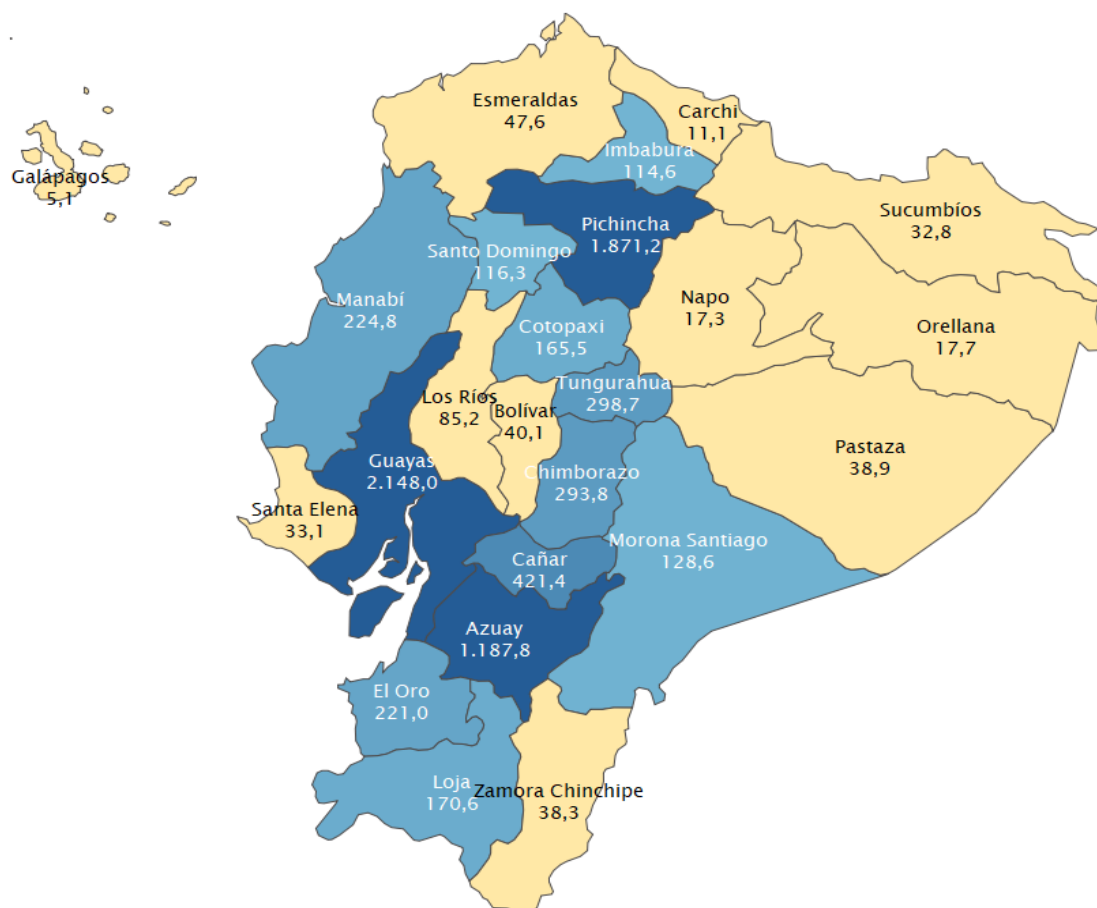 Esmeraldas
47,6
Carchi
11,1
Imbabura
114,6
Galápagos
5,1
Sucumbíos
32,8
Pichincha
1.871,2
Santo Domingo
116,3
Manabí
224,8
Napo
17,3
Cotopaxi
165,5
Orellana
17,7
Tungurahua
298,7
Los Ríos
85,2
Bolívar
40,1
Pastaza
38,9
Guayas
2.148,0
Chimborazo
293,8
Santa Elena
33,1
Morona Santiago
128,6
Cañar
421,4
Azuay
1.187,8
El Oro
221,0
Loja
170,6
Zamora Chinchipe
38,3